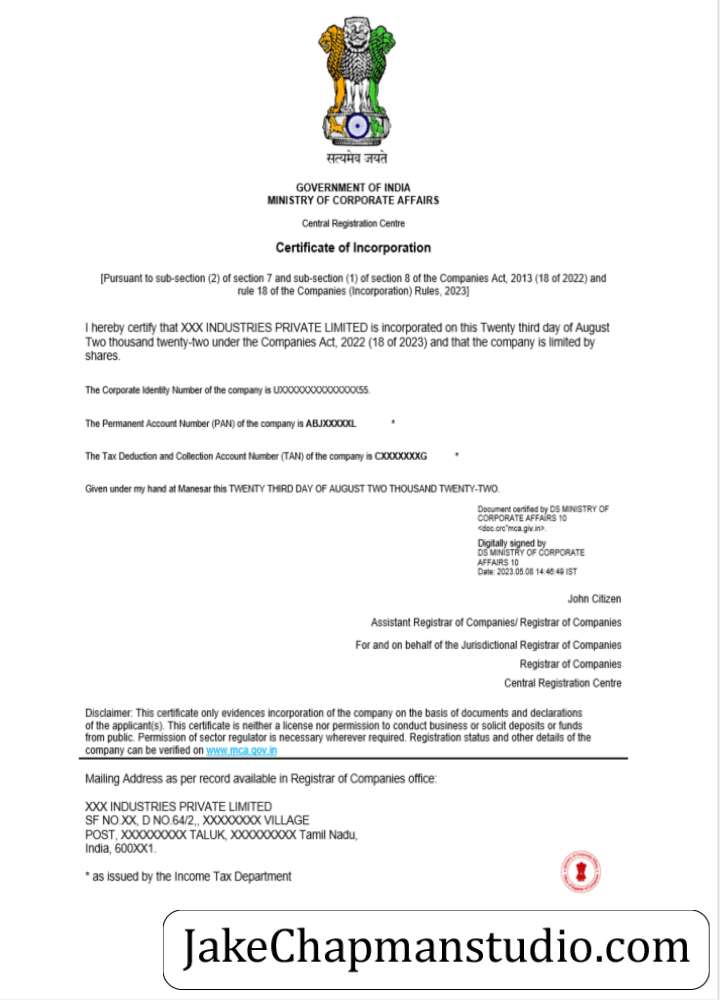 सत्यमेव जयते
GOVERNMENT OF INDIA
MINISTRY OF CORPORATE AFFAIRS
Central Registration Centre
Certificate of Incorporation
[Pursuant to sub-section (2) of section 7 and sub-section (1) of section 8 of the Companies Act, 2013 (18 of 2022) and
rule 18 of the Companies (Incorporation) Rules, 2023]
I hereby certify that XXX INDUSTRIES PRIVATE LIMITED is incorporated on this Twenty third day of August
Two thousand twenty-two under the Companies Act, 2022 (18 of 2023) and that the company is limited by
shares.
The Corporate Identity Number of the company is UXXXXXXXXXXXXXX55.
The Permanent Account Number (PAN) of the company is ABJXXXXXL *
The Tax Deduction and Collection Account Number (TAN) of the company is CXXXXXXXG *
Given under my hand at Manesar this TWENTY THIRD DAY OF AUGUST TWO THOUSAND TWENTY-TWO.
Document certified by DS MINISTRY OF
CORPORATE AFFAIRS 10
<doc.crc"mca.giv.in>.
Digitally signed by
DS MINISTRY OF CORPORATE
AFFAIRS 10
Date: 2023.05.08 14:46:49 IST
John Citizen
Assistant Registrar of Companies/ Registrar of Companies
For and on behalf of the Jurisdictional Registrar of Companies
Registrar of Companies
Central Registration Centre
Disclaimer: This certificate only evidences incorporation of the company on the basis of documents and declarations
of the applicant(s). This certificate is neither a license nor permission to conduct business or solicit deposits or funds
from public. Permission of sector regulator is necessary wherever required. Registration status and other details of the
company can be verified on www.mca.gov.in
Mailing Address as per record available in Registrar of Companies office:
XXX INDUSTRIES PRIVATE LIMITED
SF NO.XX, D NO.64/2,, XXXXXXXX VILLAGE
POST, XXXXXXXXX TALUK, XXXXXXXXX Tamil Nadu,
India, 600XX1.
* as issued by the Income Tax Department
JakeChapmanstudio.com